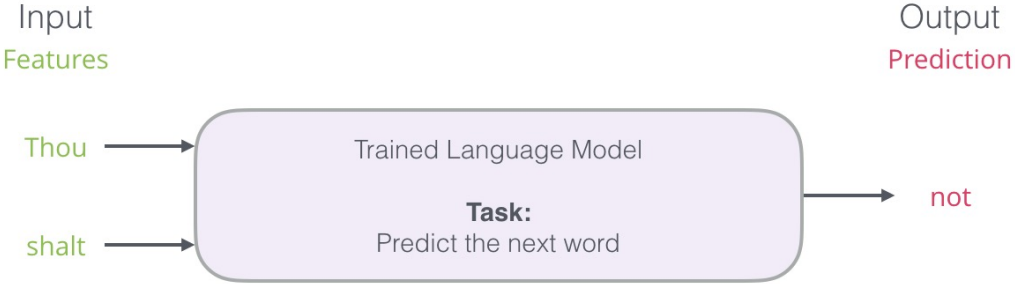 Input
Output
Features
Prediction
Thou
Trained Language Model
Task:
not
shalt
Predict the next word